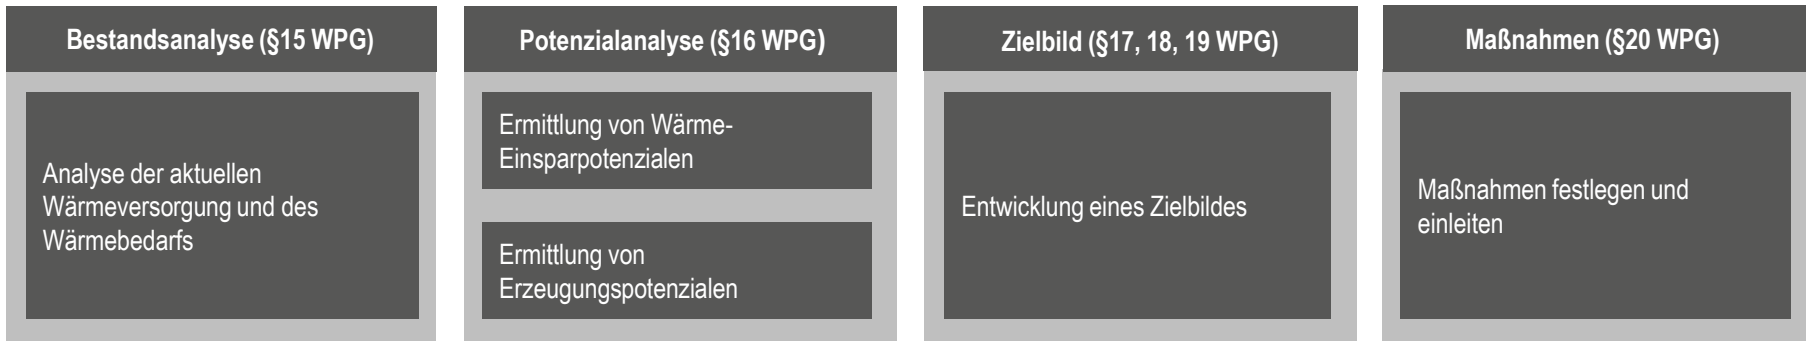 Bestandsanalyse (§15 WPG)
Analyse der aktuellen
Wärmeversorgung und des
Wärmebedarfs
Potenzialanalyse (§16 WPG)
Ermittlung von Wärme-
Einsparpotenzialen
Ermittlung von
Erzeugungspotenzialen
Zielbild (§17, 18, 19 WPG)
Entwicklung eines Zielbildes
Maßnahmen (§20 WPG)
Maßnahmen festlegen und
einleiten